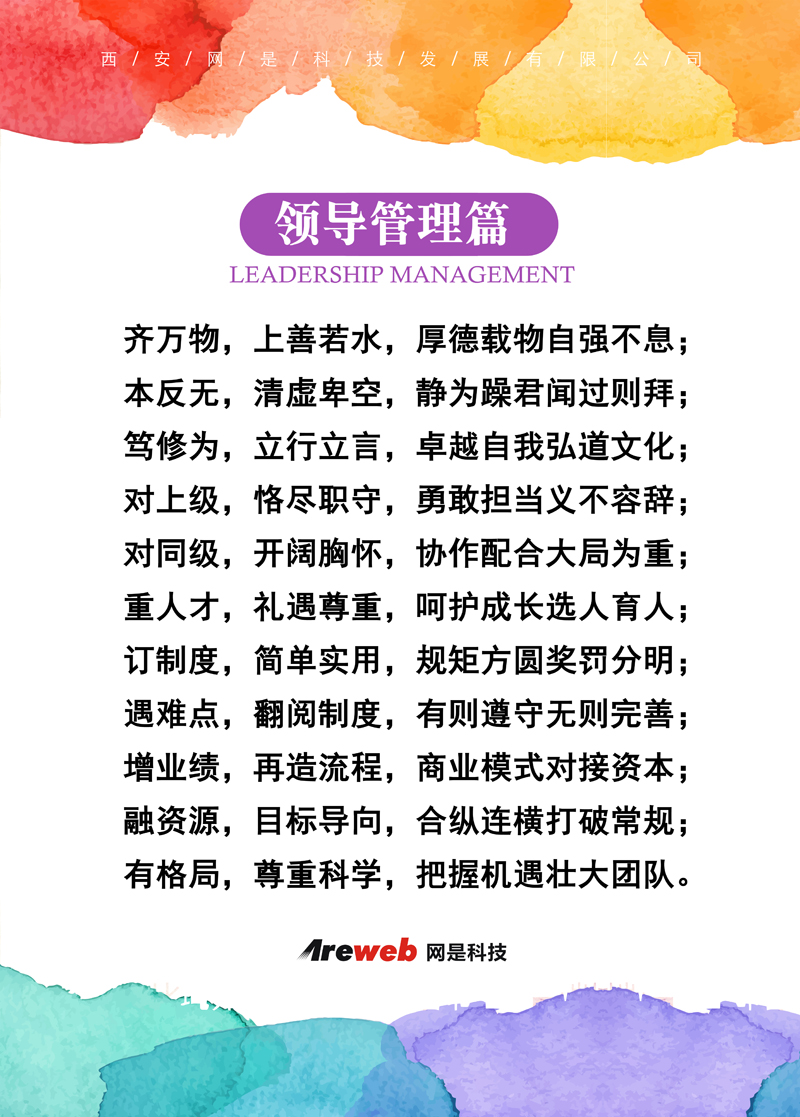 西/安/网/是/科/技/发/展/有/限/公/司
领导管理篇
LEADERSHIP MANAGEMENT
齐万物，上善若水，厚德载物自强不息；
本反无，清虚卑空，静为躁君闻过则拜；
笃修为，立行立言，卓越自我弘道文化；
对上级，恪尽职守，勇敢担当义不容辞；
对同级，开阔胸怀，协作配合大局为重；
重人才，礼遇尊重，呵护成长选人育人；
订制度，简单实用，规矩方圆奖罚分明；
遇难点，翻阅制度，有则遵守无则完善；
增业绩，再造流程，商业模式对接资本；
融资源，目标导向，合纵连横打破常规；
有格局，尊重科学，把握机遇壮大团队。
Areweb 网是科技